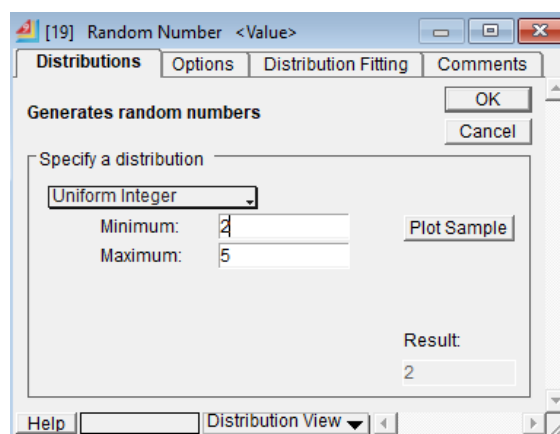 [19] Random Number <Value>
Distributions Options Distribution Fitting Comments
Generates random numbers
OK
Cancel
Specify a distribution
Uniform Integer
Minimum: 2
Plot Sample
Maximum: 5
Result:
2
Help Distribution View